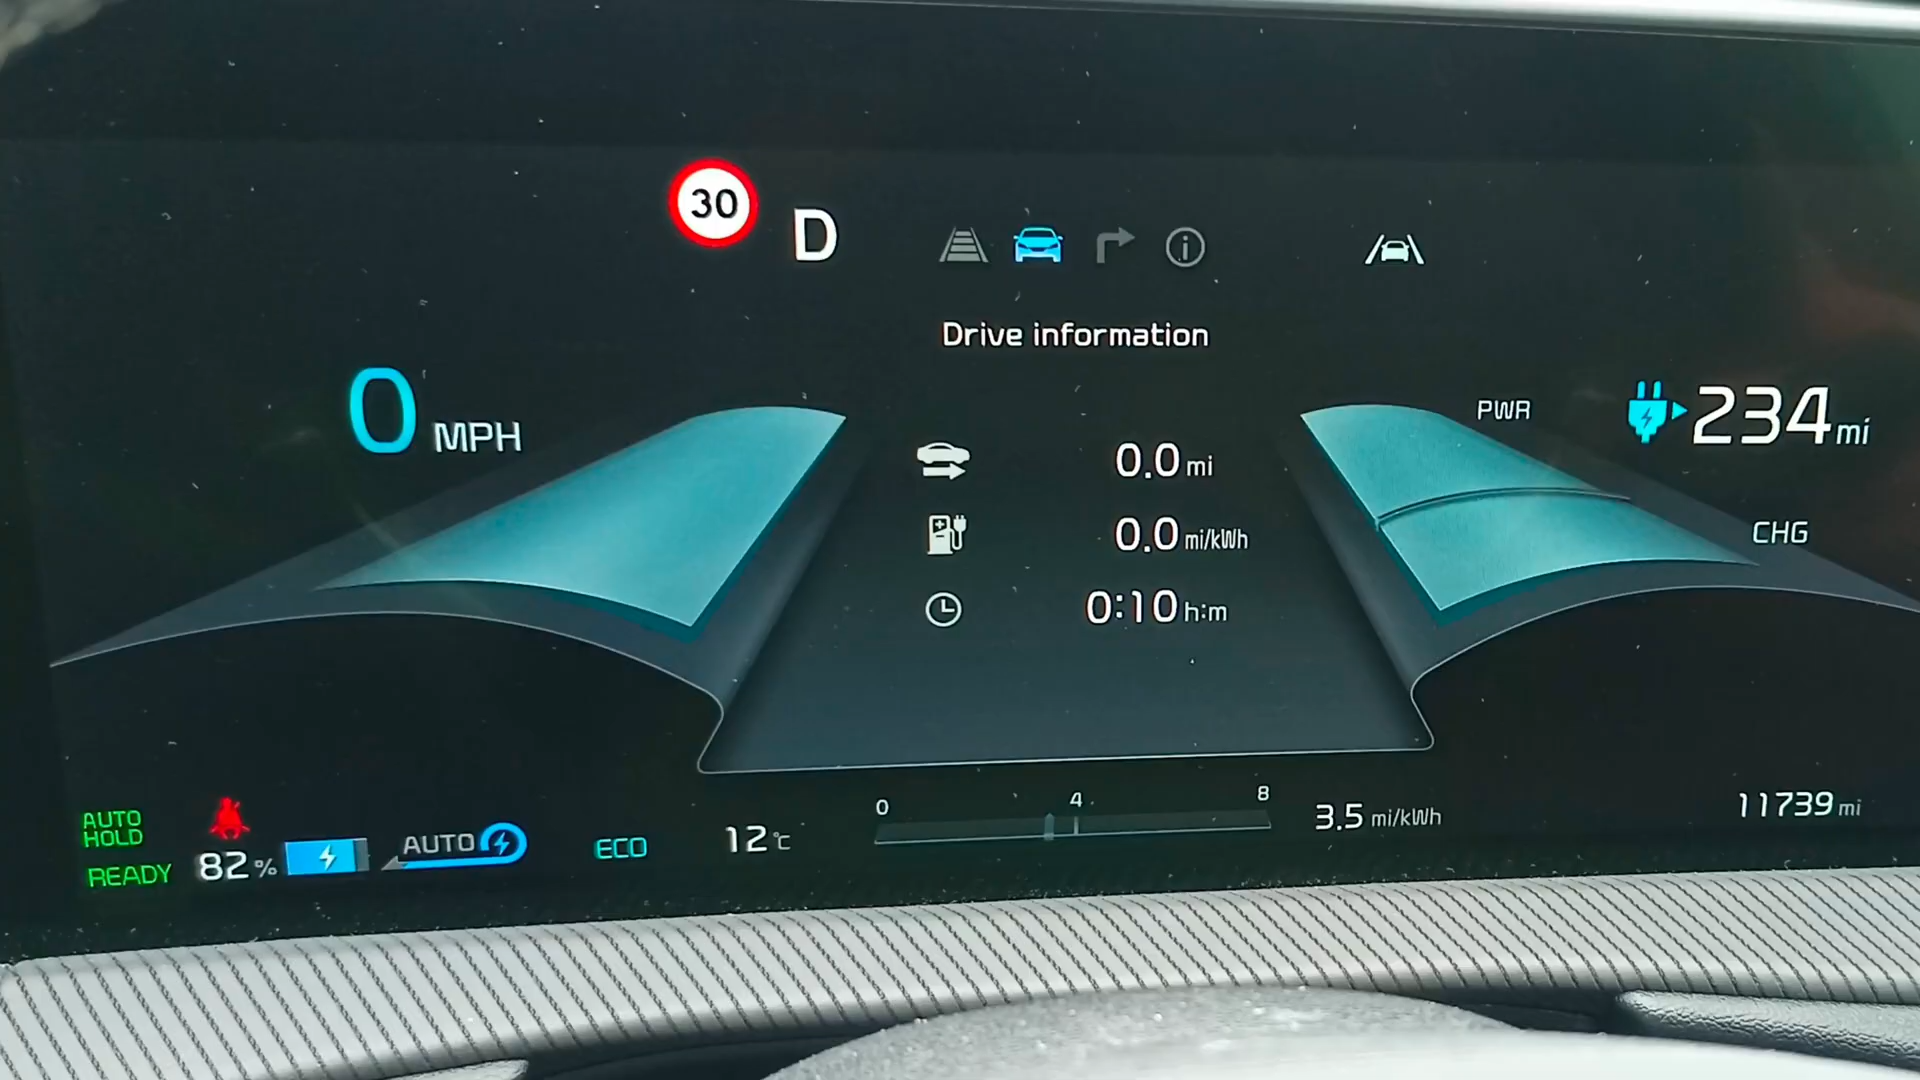 30
D
Drive information
0 MPH
PWR
234 mi
0.0 mi
0.0 mi/kWh
CHG
0:10 h:m
0 4 8
AUTO HOLD
READY
82 %
AUTO
ECO
12 °C
3.5 mi/kWh
11739 mi